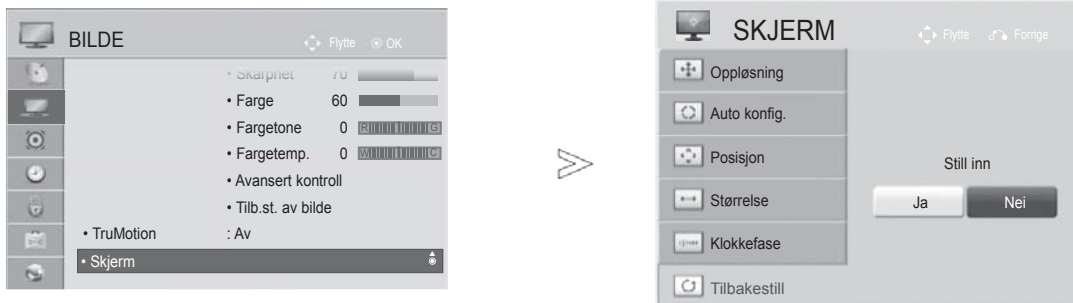 BILDE
Flytte OK
• Skarphet 70
• Farge 60
• Fargetone 0 R G
• Fargetemp. 0 W C
• Avansert kontroll
• Tilb.st. av bilde
• TruMotion : Av
• Skjerm
SKJERM
Flytte Forrige
Oppløsning
Auto konfig.
Posisjon
Størrelse
Klokkefase
Tilbakestill
Still inn
Ja Nei